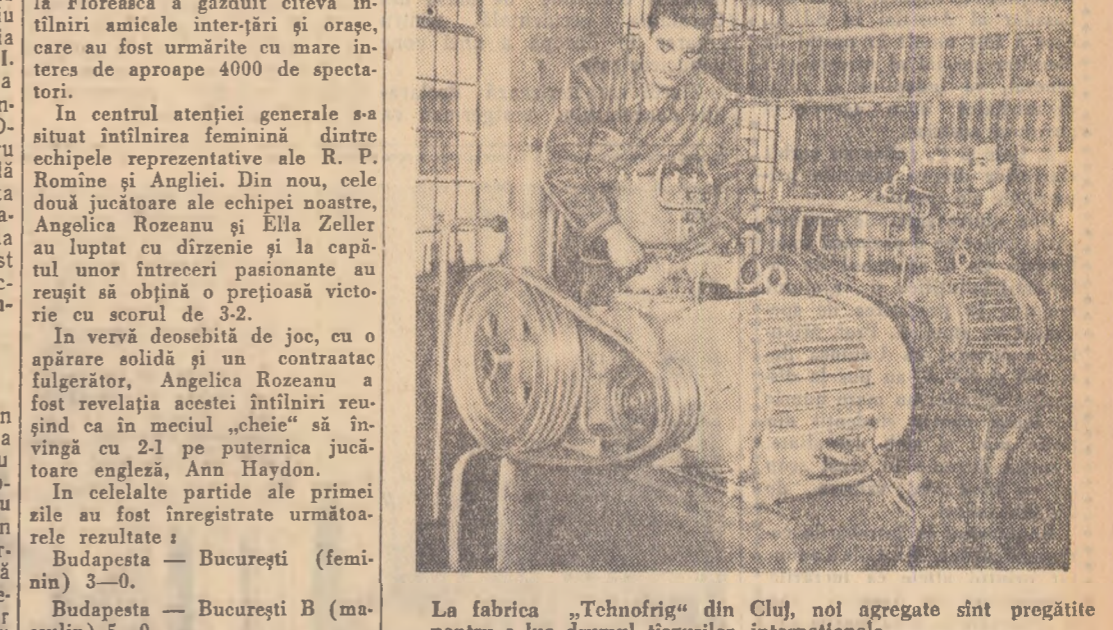 la Floreasca a găzduit cîteva în-
tîlniri amicale inter-țări și orașe,
care au fost urmărite cu mare in-
teres de aproape 4000 de specta-
tori.
In centrul atenției generale s-a
situat întîlnirea feminină dintre
echipele reprezentative ale R. P.
Romîne și Angliei. Din nou, cele
două jucătoare ale echipei noastre,
Angelica Rozeanu și Ella Zeller
au luptat cu dîrzenie și la capă-
tul unor întreceri pasionante au
reușit să obțină o prețioasă victo-
rie cu scorul de 3-2.
In vervă deosebită de joc, cu o
apărare solidă și un contraatac
fulgerător, Angelica Rozeanu a
fost revelația acestei întîlniri reu-
șind ca în meciul „cheie“ să în-
vingă cu 2-1 pe puternica jucă-
toare engleză, Ann Haydon.
In celelalte partide ale primei
zile au fost înregistrate următoa-
rele rezultate :
Budapesta — București (femi-
nin) 3—0.
Budapesta — București B (ma-
La fabrica „Tehnofrig“ din Cluj, noi agregate sînt pregătite